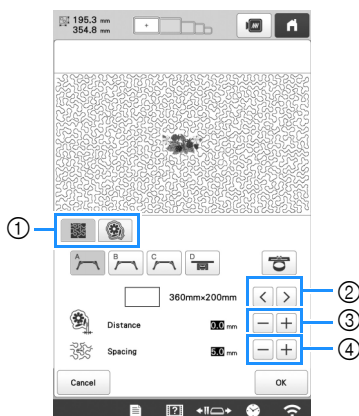 195.3 mm
354.8 mm
①
A B C D
360mm×200mm
②
Distance 0.0 mm
③
Spacing 5.0 mm
④
Cancel OK